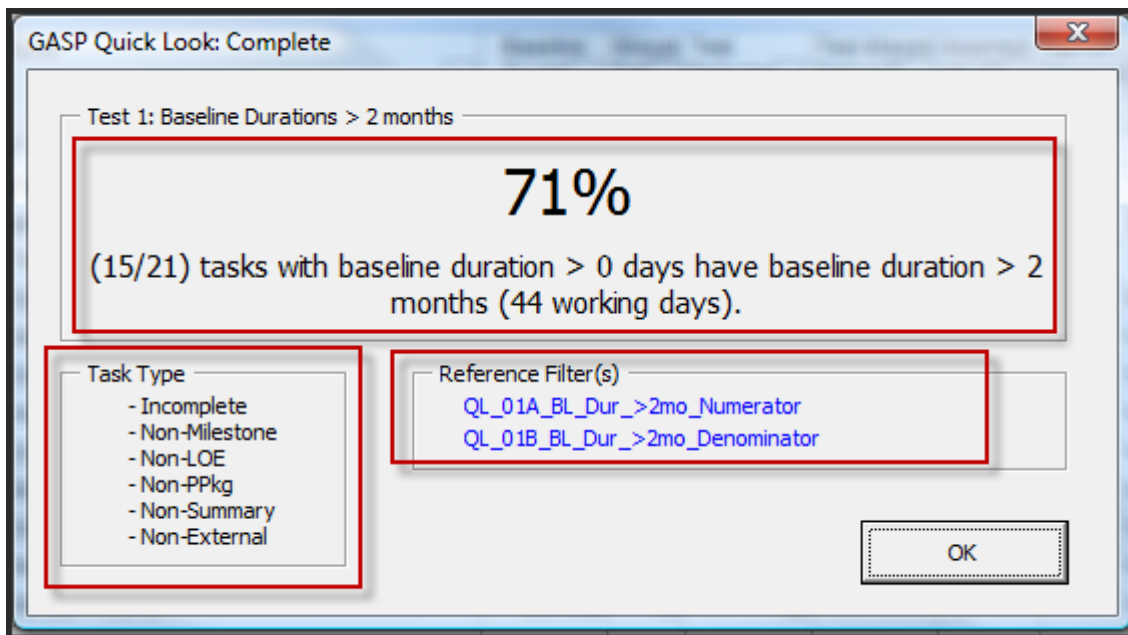 GASP Quick Look: Complete
Test 1: Baseline Durations > 2 months
71%
(15/21) tasks with baseline duration > 0 days have baseline duration > 2
months (44 working days).
Task Type
- Incomplete
- Non-Milestone
- Non-LOE
- Non-PPkg
- Non-Summary
- Non-External
Reference Filter(s)
QL_01A_BL_Dur_>2mo_Numerator
QL_01B_BL_Dur_>2mo_Denominator
OK